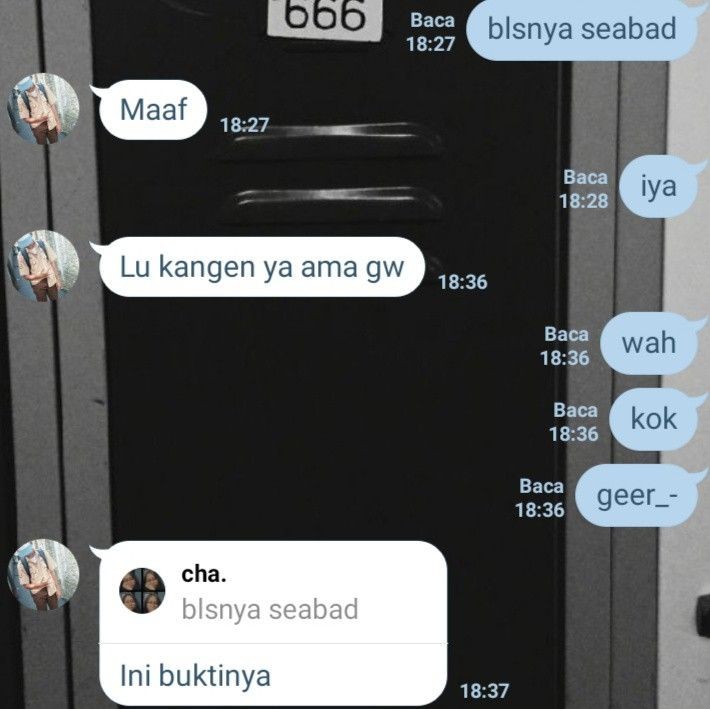 666
Baca
18:27
blsnya seabad
Maaf
18:27
Baca
18:28
iya
Lu kangen ya ama gw
18:36
Baca
18:36
wah
Baca
18:36
kok
Baca
18:36
geer_-
cha.
blsnya seabad
Ini buktinya
18:37